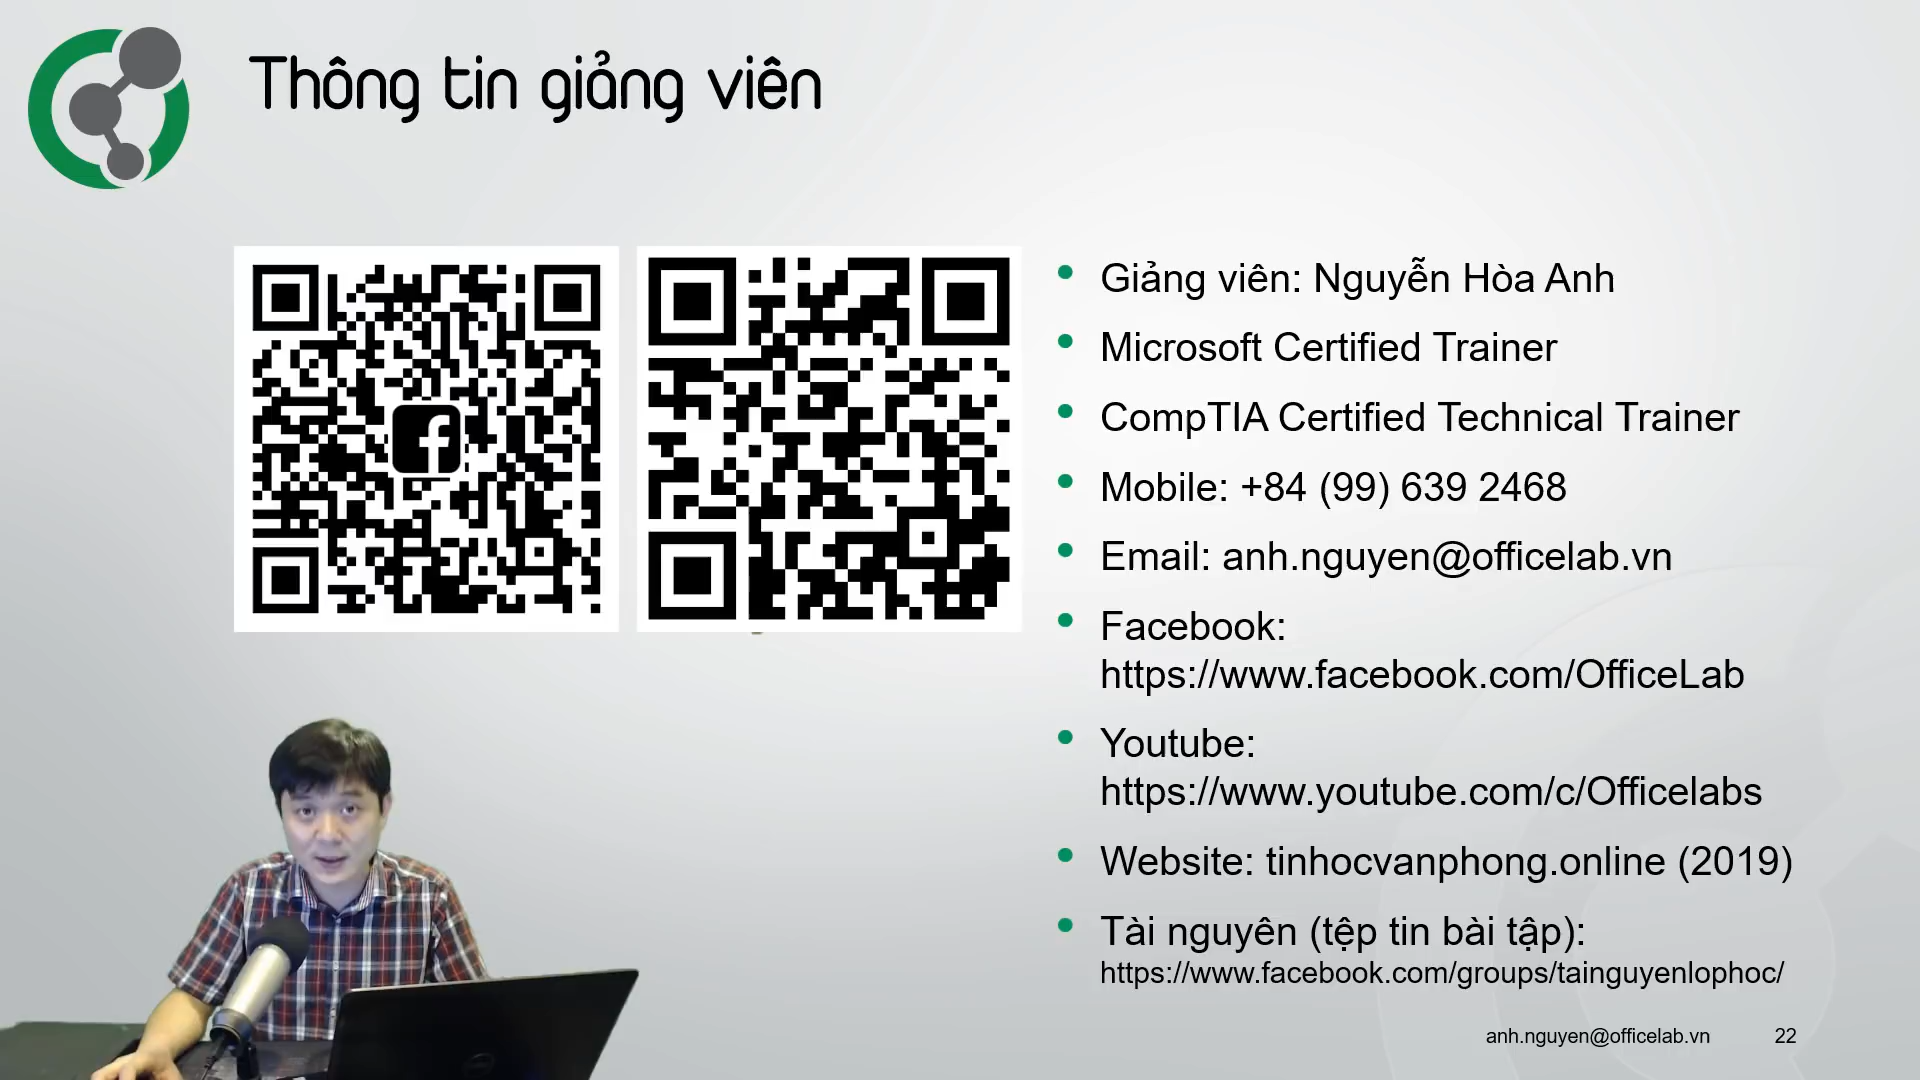 Thông tin giảng viên
Giảng viên: Nguyễn Hòa Anh
Microsoft Certified Trainer
CompTIA Certified Technical Trainer
Mobile: +84 (99) 639 2468
Email: anh.nguyen@officelab.vn
Facebook:
https://www.facebook.com/OfficeLab
Youtube:
https://www.youtube.com/c/Officelabs
Website: tinhocvanphong.online (2019)
Tài nguyên (tệp tin bài tập):
https://www.facebook.com/groups/tainguyenlophoc/
anh.nguyen@officelab.vn 22